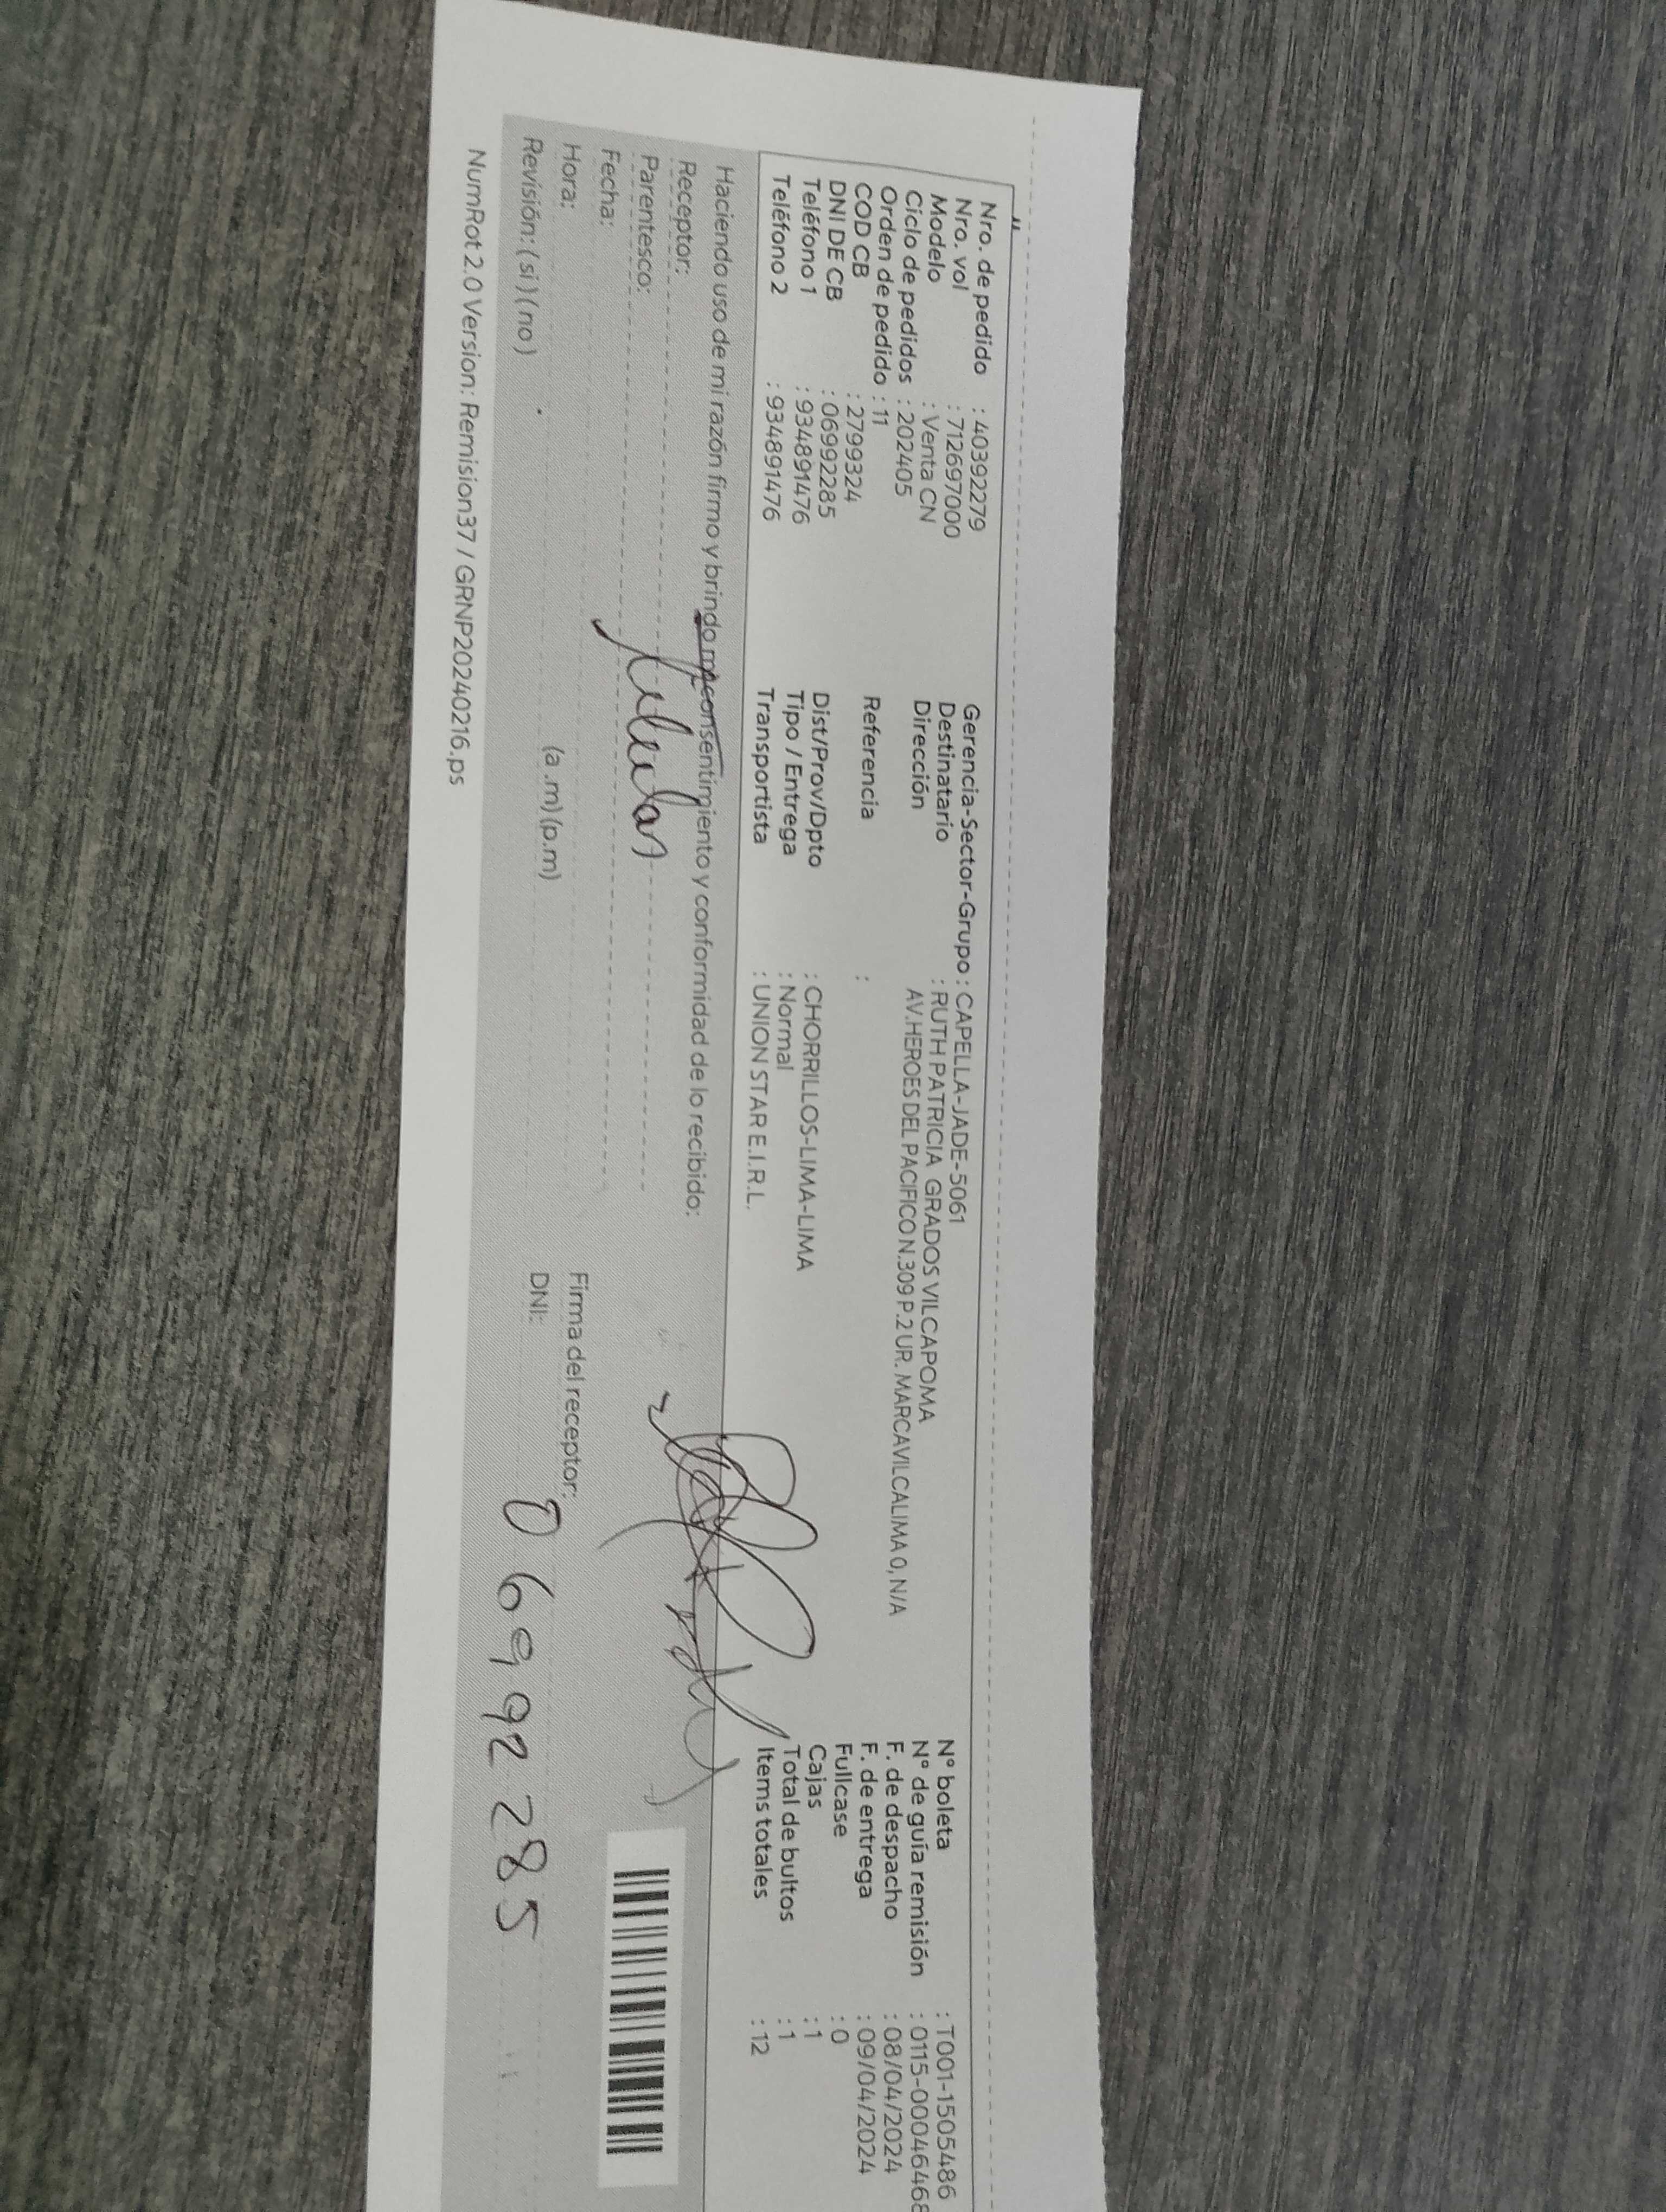 Nro. de pedido : 40392279
Nro. vol : 712697000
Modelo : Venta CN
Ciclo de pedidos : 202405
Orden de pedido : 11
COD CB : 2799324
DNI DE CB : 06992285
Teléfono 1 : 934891476
Teléfono 2 : 934891476
Gerencia-Sector-Grupo : CAPELLA-JADE-5061
Destinatario : RUTH PATRICIA GRADOS VILCAPOMA
Dirección AV.HEROES DEL PACIFICO N.309 P.2 UR. MARCAVILCALIMA 0, N/A
Referencia :
Dist/Prov/Dpto : CHORRILLOS-LIMA-LIMA
Tipo / Entrega : Normal
Transportista : UNION STAR E.I.R.L.
N° boleta : T001-1505486
N° de guía remisión : 0115-00046468
F. de despacho : 08/04/2024
F. de entrega : 09/04/2024
Fullcase : 0
Cajas : 1
Total de bultos : 1
Items totales : 12
Haciendo uso de mi razón firmo y brindo mi consentimiento y conformidad de lo recibido:
Receptor:
Parentesco:
Fecha:
Hora: (a .m) (p.m)
Revisión: ( si ) ( no )
Firma del receptor:
DNI: 06992285
NumRot 2.0 Version: Remision37 / GRNP20240216.ps